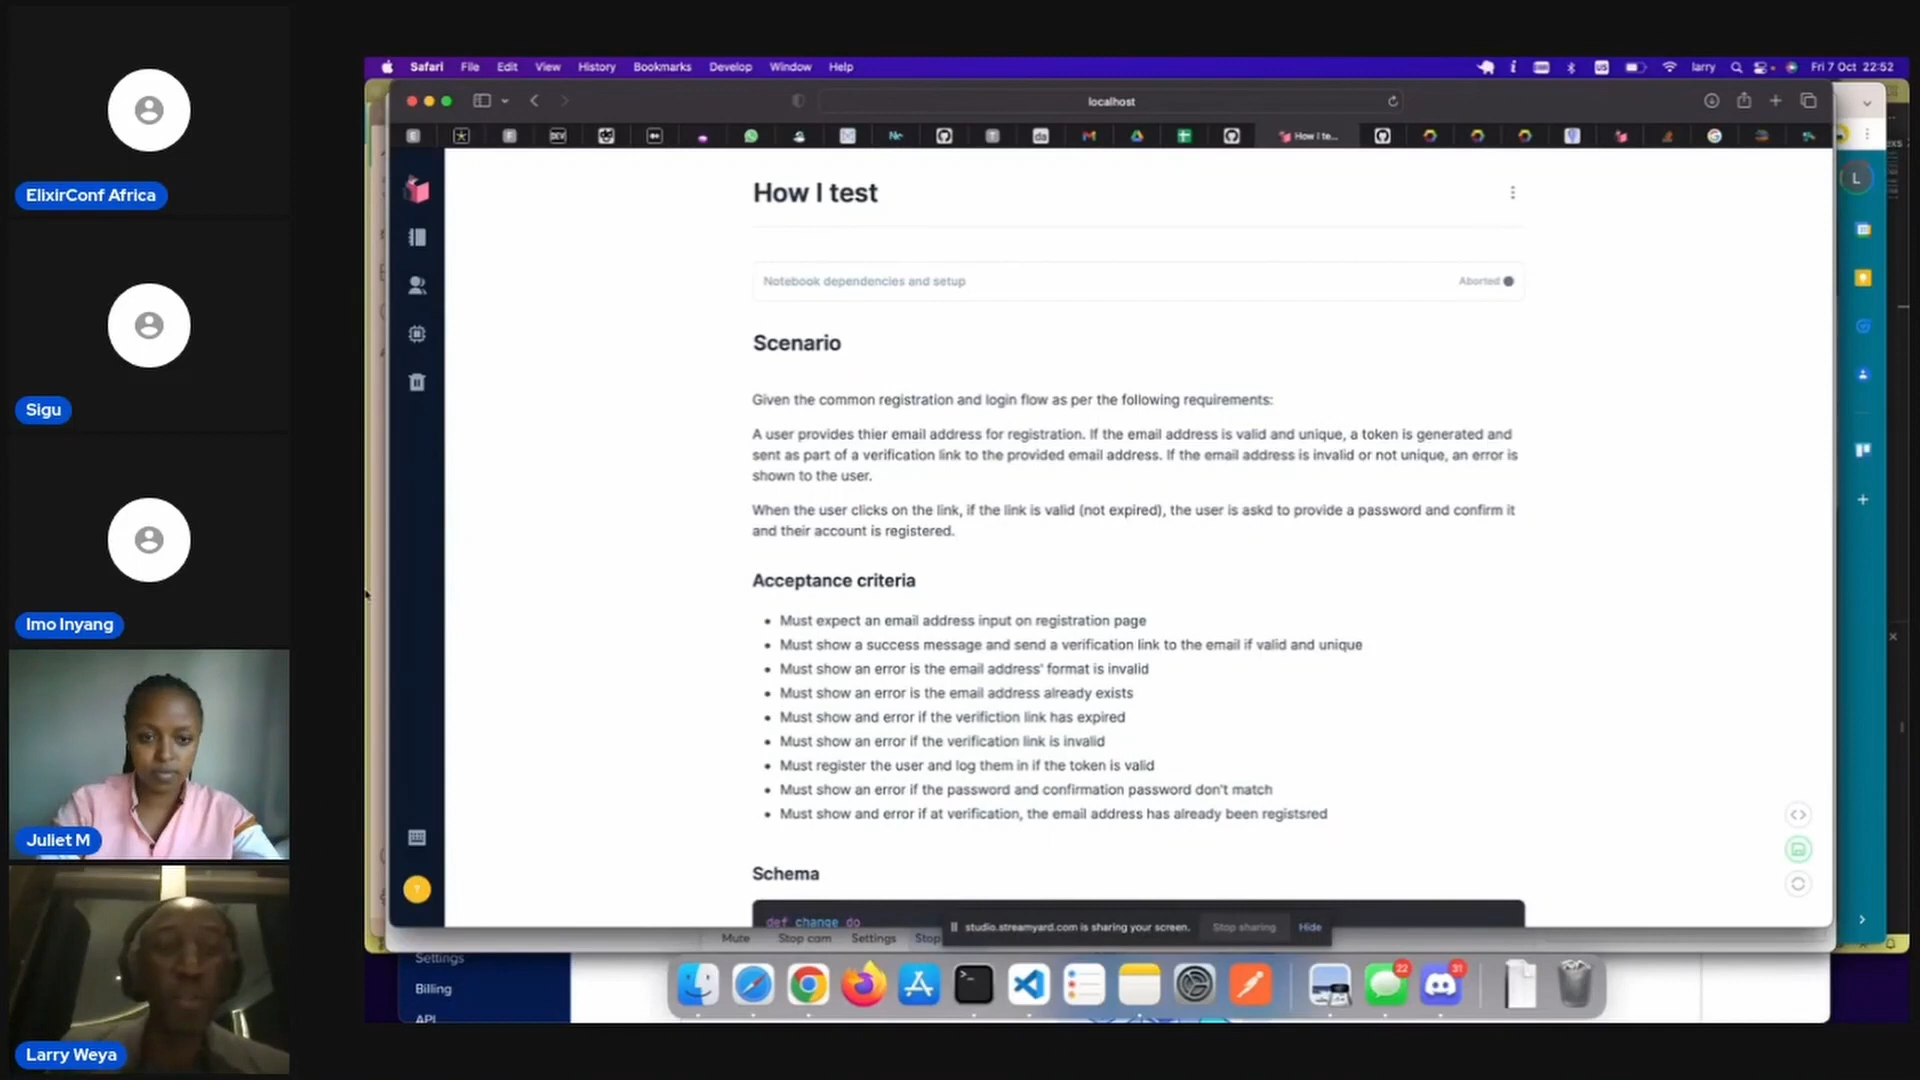 ElixirConf Africa
Sigu
Imo Inyang
Juliet M
Larry Weya
Safari File Edit View History Bookmarks Develop Window Help
larry
Fri 7 Oct 22:52
localhost
DEV
da
How I te...
L
How I test
Notebook dependencies and setup
Aborted
Scenario
Given the common registration and login flow as per the following requirements:
A user provides thier email address for registration. If the email address is valid and unique, a token is generated and
sent as part of a verification link to the provided email address. If the email address is invalid or not unique, an error is
shown to the user.
When the user clicks on the link, if the link is valid (not expired), the user is askd to provide a password and confirm it
and their account is registered.
Acceptance criteria
Must expect an email address input on registration page
Must show a success message and send a verification link to the email if valid and unique
Must show an error is the email address' format is invalid
Must show an error is the email address already exists
Must show and error if the verifiction link has expired
Must show an error if the verification link is invalid
Must register the user and log them in if the token is valid
Must show an error if the password and confirmation password don't match
Must show and error if at verification, the email address has already been registsred
Schema
def change do
studio.streamyard.com is sharing your screen.
Stop sharing
Hide
Mute Stop cam Settings Stop
Settings
Billing
API
22
31